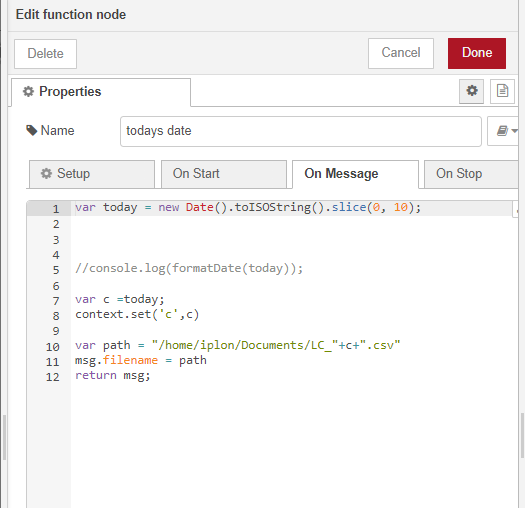 Edit function node
Delete
Cancel
Done
Properties
Name
todays date
Setup
On Start
On Message
On Stop
1 var today = new Date().toISOString().slice(0, 10);
2
3
4
5 //console.log(formatDate(today));
6
7 var c =today;
8 context.set('c',c)
9
10 var path = "/home/iplon/Documents/LC_"+c+".csv"
11 msg.filename = path
12 return msg;